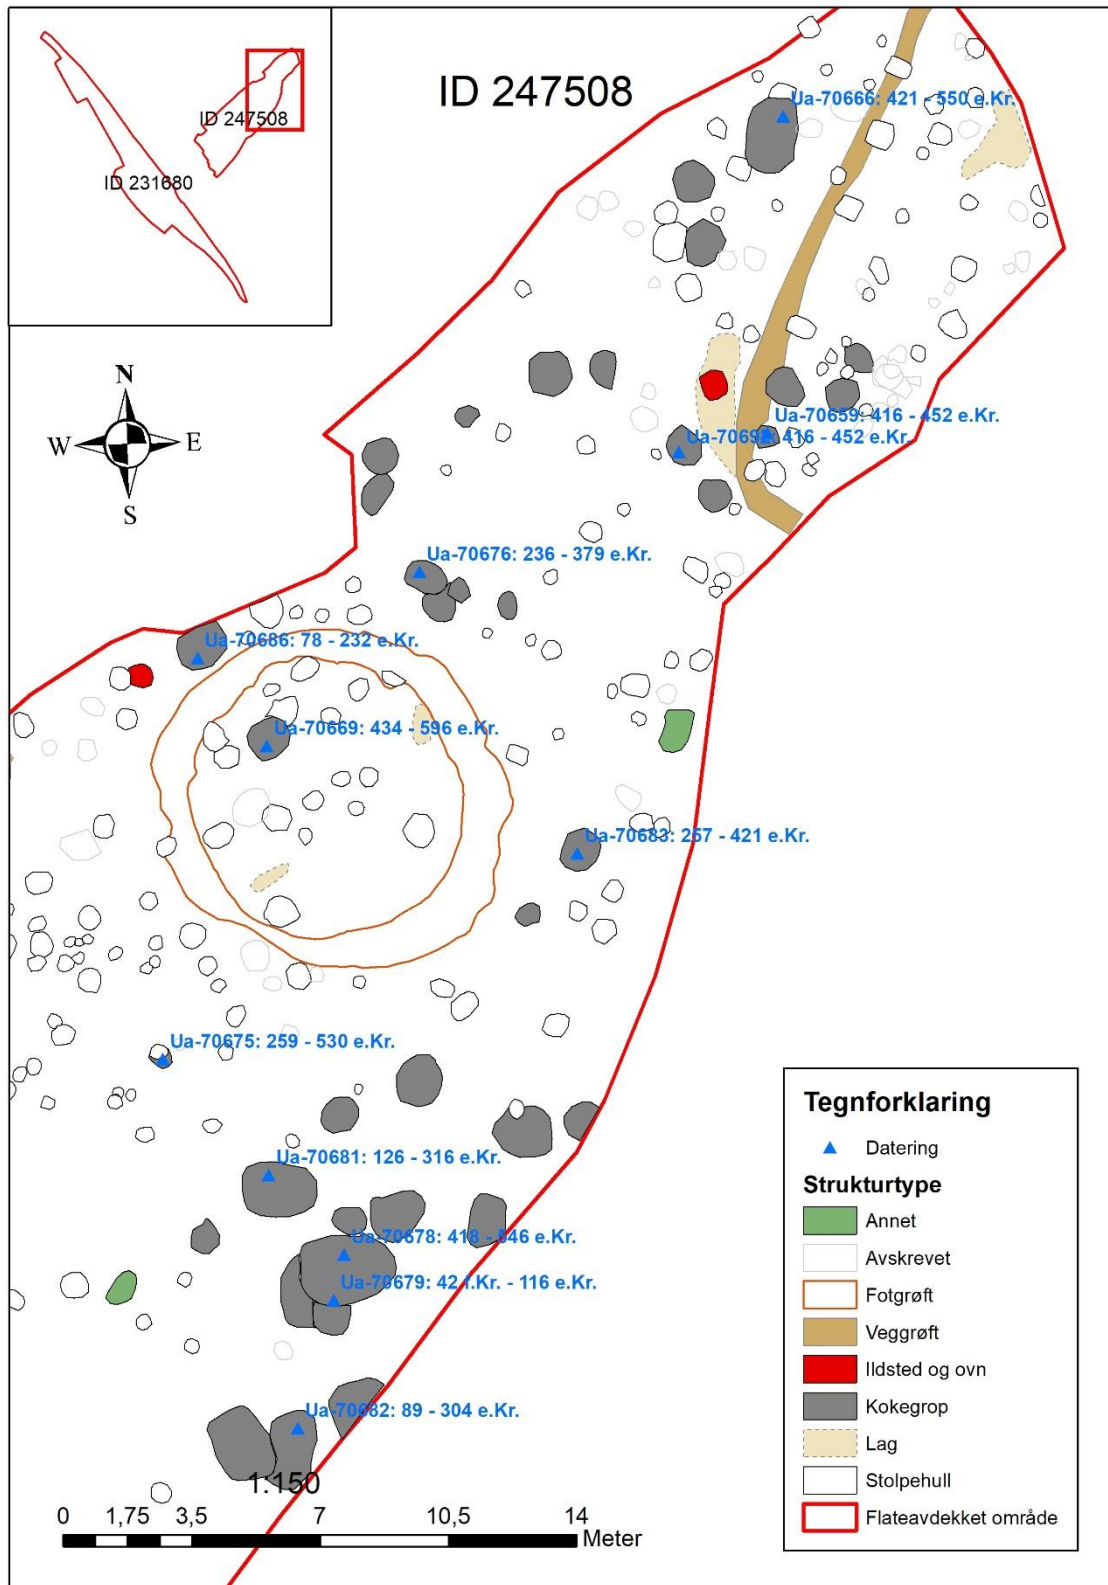 ID 247508
ID 247508
ID 231680
N
W
E
S
Ua-70666: 421 - 550 e.Kr.
Ua-70659: 416 - 452 e.Kr.
Ua-70692: 416 - 452 e.Kr.
Ua-70676: 236 - 379 e.Kr.
Ua-70686: 78 - 232 e.Kr.
Ua-70669: 434 - 596 e.Kr.
Ua-70683: 257 - 421 e.Kr.
Ua-70675: 259 - 530 e.Kr.
Ua-70681: 126 - 316 e.Kr.
Ua-70678: 418 - 546 e.Kr.
Ua-70679: 42 f.Kr. - 116 e.Kr.
Ua-70682: 89 - 304 e.Kr.
1:150
0 1,75 3,5 7 10,5 14
Meter
Tegnforklaring
Datering
Strukturtype
Annet
Avskrevet
Fotgrøft
Veggrøft
Ildsted og ovn
Kokegrop
Lag
Stolpehull
Flateavdekket område